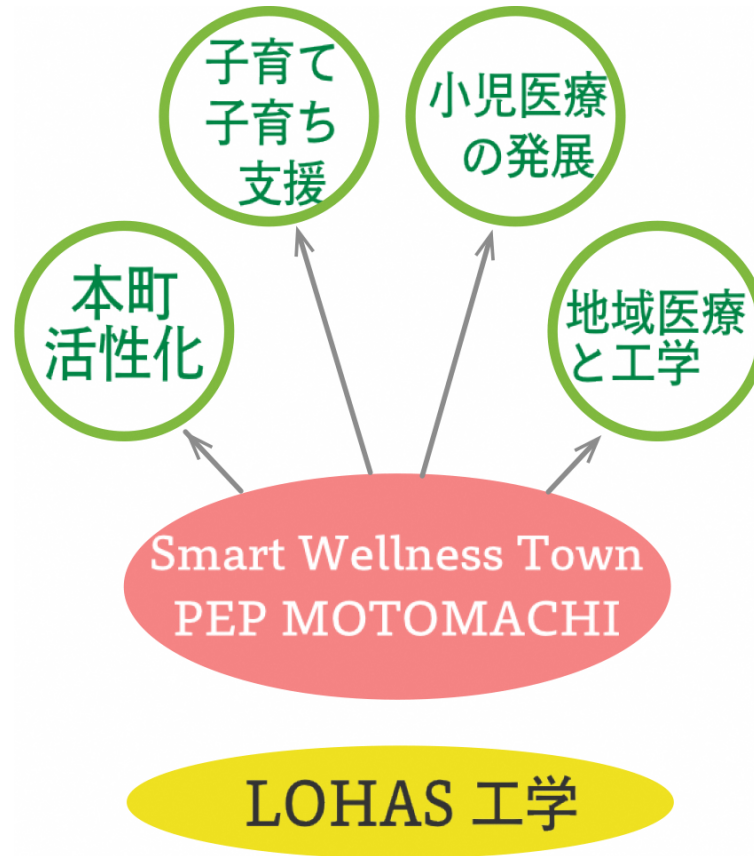 子育て
子育ち
支援
小児医療
の発展
本町
活性化
地域医療
と工学
Smart Wellness Town
PEP MOTOMACHI
LOHAS 工学